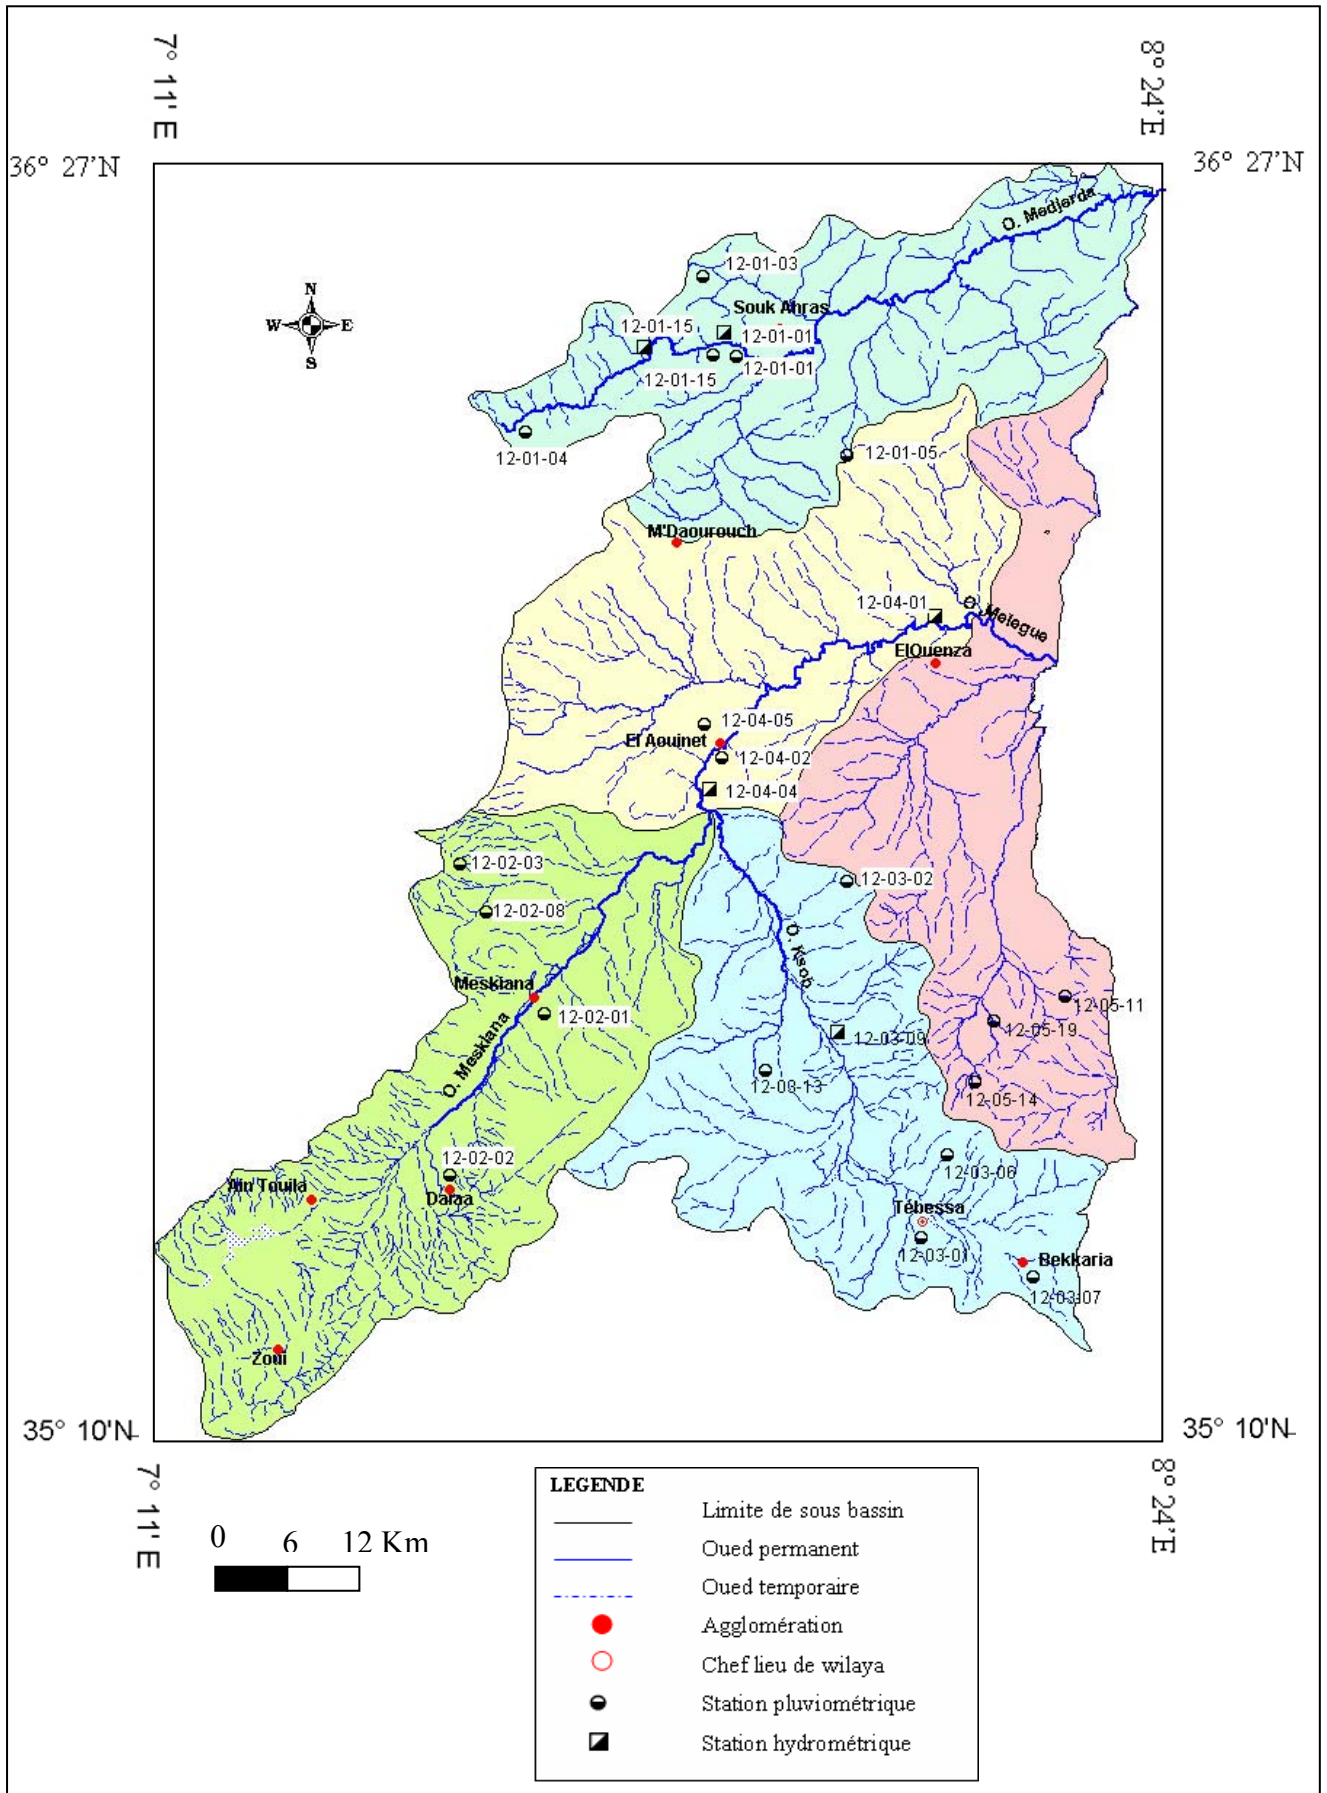 7° 11' E
8° 24'E
36° 27'N
36° 27'N
O. Medjerda
12-01-03
N
W
E
S
Souk Ahras
12-01-15
12-01-01
12-01-15
12-01-01
12-01-04
12-01-05
M'Daourouch
12-04-01
O. Melegue
ElOuenza
12-04-05
El Aouinet
12-04-02
12-04-04
12-02-03
12-03-02
12-02-08
O. Ksob
Meskiana
12-02-01
12-05-11
12-05-19
12-03-09
O. Meskiana
12-03-13
12-05-14
12-02-02
12-03-06
Ain Touila
Dalaa
Tébessa
12-03-01
Bekkaria
12-03-07
Zoui
35° 10'N
35° 10'N
7° 11' E
8° 24'E
0 6 12 Km
LEGENDE
Limite de sous bassin
Oued permanent
Oued temporaire
Agglomération
Chef lieu de wilaya
Station pluviométrique
Station hydrométrique